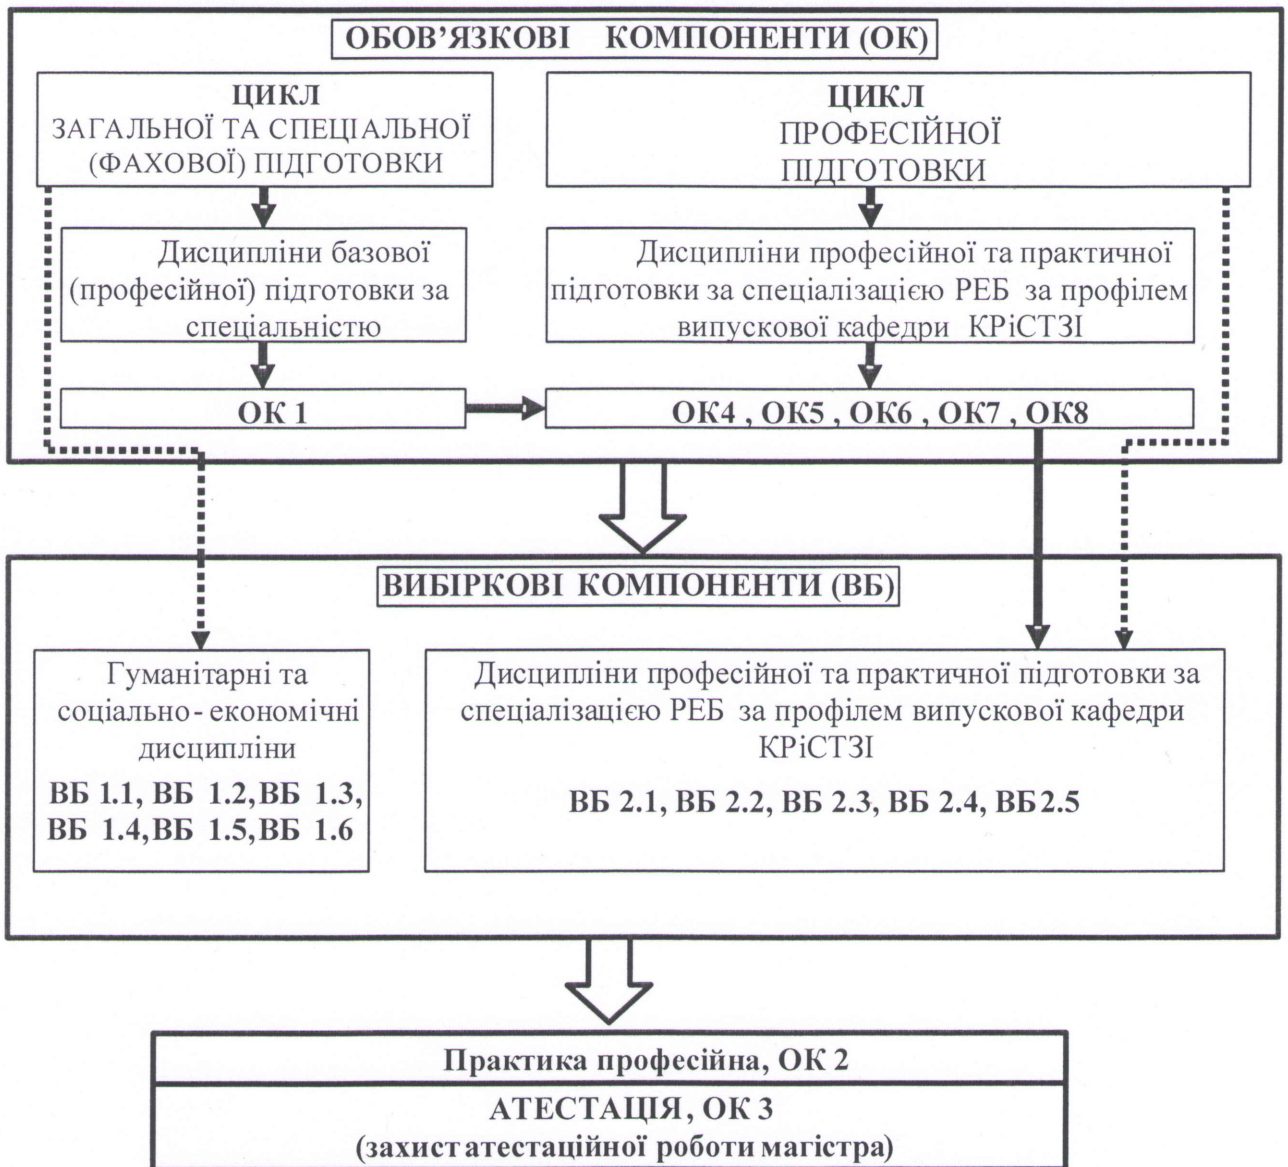 ОБОВ’ЯЗКОВІ КОМПОНЕНТИ (ОК)
ЦИКЛ
ЗАГАЛЬНОЇ ТА СПЕЦІАЛЬНОЇ
(ФАХОВОЇ) ПІДГОТОВКИ
ЦИКЛ
ПРОФЕСІЙНОЇ
ПІДГОТОВКИ
Дисципліни базової
(професійної) підготовки за
спеціальністю
Дисципліни професійної та практичної
підготовки за спеціалізацією РЕБ за профілем
випускової кафедри КРіСТЗІ
ОК 1
ОК4 , ОК5 , ОК6 , ОК7 , ОК8
ВИБІРКОВІ КОМПОНЕНТИ (ВБ)
Гуманітарні та
соціально- економічні
дисципліни
ВБ 1.1, ВБ 1.2,ВБ 1.3,
ВБ 1.4,ВБ 1.5,ВБ 1.6
Дисципліни професійної та практичної підготовки за
спеціалізацією РЕБ за профілем випускової кафедри
КРіСТЗІ
ВБ 2.1, ВБ 2.2, ВБ 2.3, ВБ 2.4, ВБ2.5
Практика професійна, ОК 2
АТЕСТАЦІЯ, ОК 3
(захист атестаційної роботи магістра)